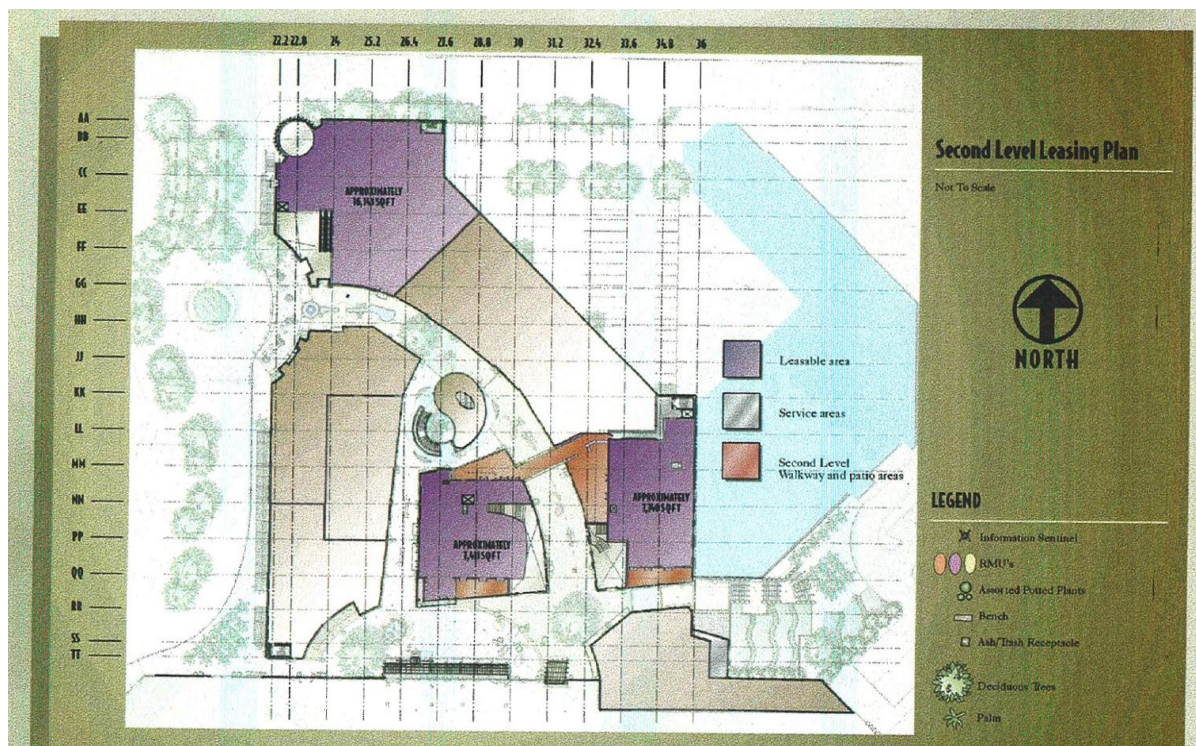 22.2 22.8 24 25.2 26.4 27.6 28.8 30 31.2 32.4 33.6 34.8 36
AA
BB
CC
EE
FF
GG
HH
JJ
KK
LL
MM
NN
PP
QQ
RR
SS
TT
APPROXIMATELY
SQFT
APPROXIMATELY
SQFT
APPROXIMATELY
SQFT
Leasable area
Service areas
Second Level
Walkway and patio areas
Second Level Leasing Plan
Not To Scale
NORTH
LEGEND
Information Sentinel
RMU's
Assorted Potted Plants
Bench
Ash/Trash Receptacle
Deciduous Trees
Palm